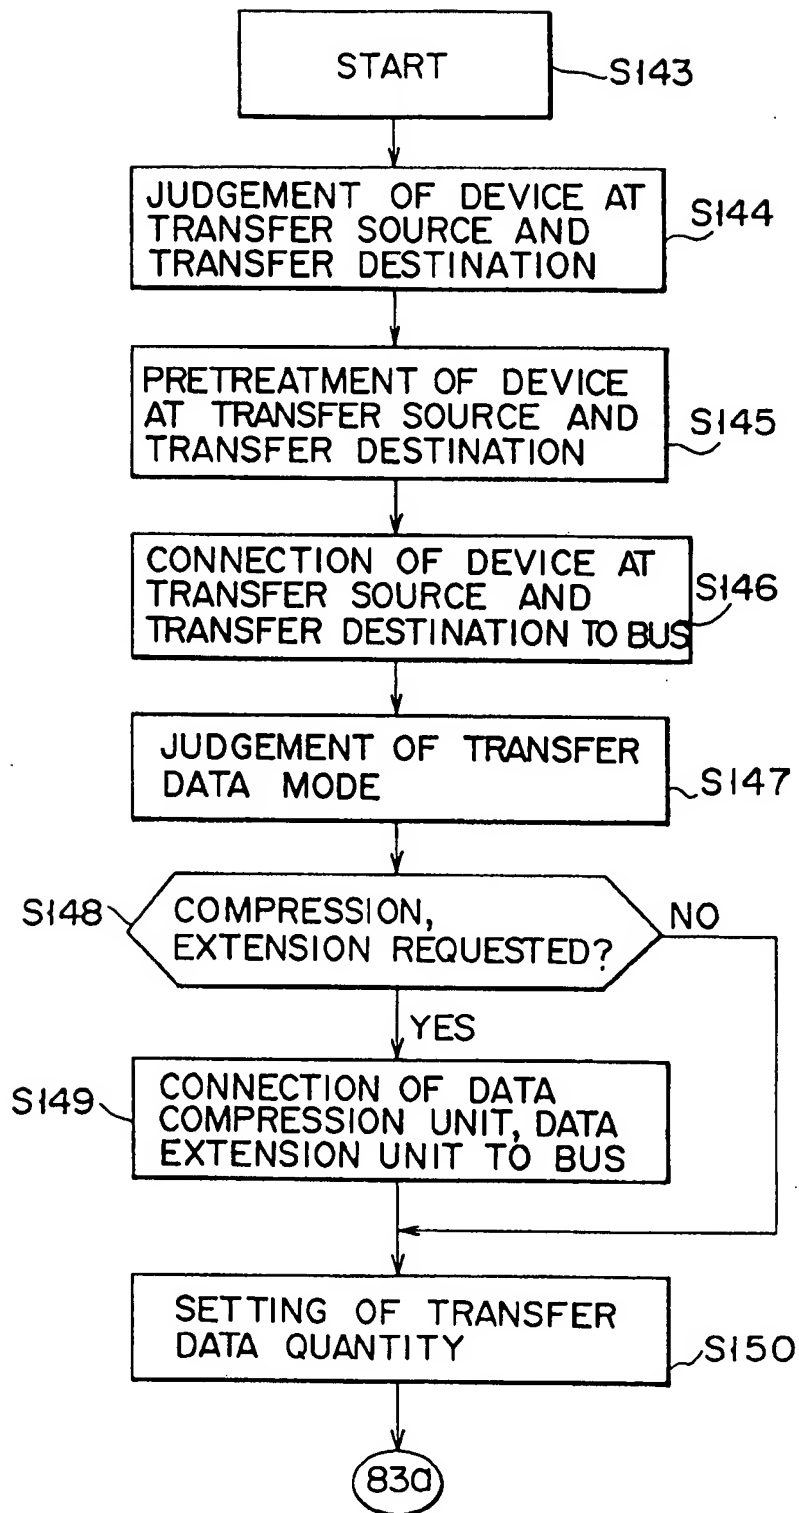 START
S143
JUDGEMENT OF DEVICE AT
TRANSFER SOURCE AND
TRANSFER DESTINATION
S144
PRETREATMENT OF DEVICE
AT TRANSFER SOURCE AND
TRANSFER DESTINATION
S145
CONNECTION OF DEVICE AT
TRANSFER SOURCE AND
TRANSFER DESTINATION TO BUS
S146
JUDGEMENT OF TRANSFER
DATA MODE
S147
S148
COMPRESSION,
EXTENSION REQUESTED?
NO
YES
S149
CONNECTION OF DATA
COMPRESSION UNIT, DATA
EXTENSION UNIT TO BUS
SETTING OF TRANSFER
DATA QUANTITY
S150
83a